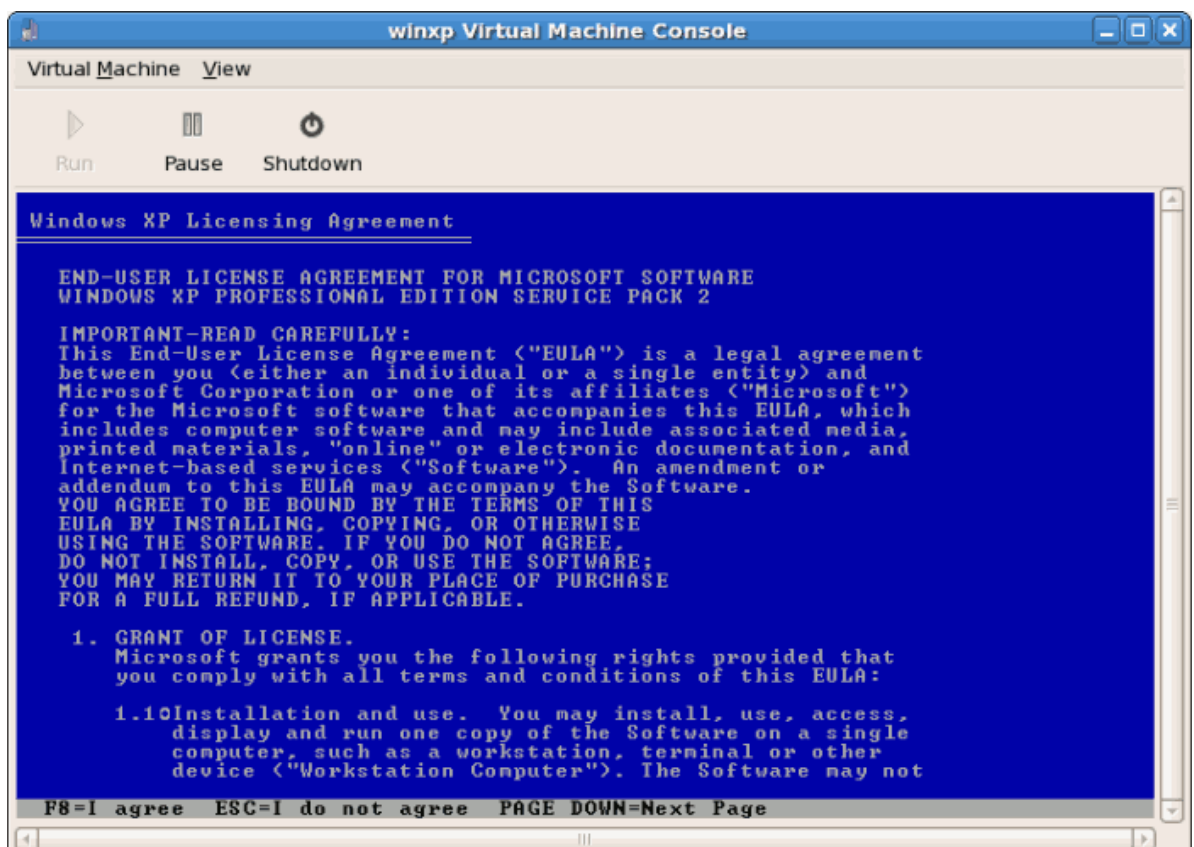 winxp Virtual Machine Console
Virtual Machine View
Run Pause Shutdown
Windows XP Licensing Agreement
END-USER LICENSE AGREEMENT FOR MICROSOFT SOFTWARE
WINDOWS XP PROFESSIONAL EDITION SERVICE PACK 2
IMPORTANT-READ CAREFULLY:
This End-User License Agreement ("EULA") is a legal agreement
between you (either an individual or a single entity) and
Microsoft Corporation or one of its affiliates ("Microsoft")
for the Microsoft software that accompanies this EULA, which
includes computer software and may include associated media,
printed materials, "online" or electronic documentation, and
Internet-based services ("Software").  An amendment or
addendum to this EULA may accompany the Software.
YOU AGREE TO BE BOUND BY THE TERMS OF THIS
EULA BY INSTALLING, COPYING, OR OTHERWISE
USING THE SOFTWARE. IF YOU DO NOT AGREE,
DO NOT INSTALL, COPY, OR USE THE SOFTWARE;
YOU MAY RETURN IT TO YOUR PLACE OF PURCHASE
FOR A FULL REFUND, IF APPLICABLE.
1. GRANT OF LICENSE.
Microsoft grants you the following rights provided that
you comply with all terms and conditions of this EULA:
1.1○Installation and use.  You may install, use, access,
display and run one copy of the Software on a single
computer, such as a workstation, terminal or other
device ("Workstation Computer"). The Software may not
F8=I agree  ESC=I do not agree  PAGE DOWN=Next Page